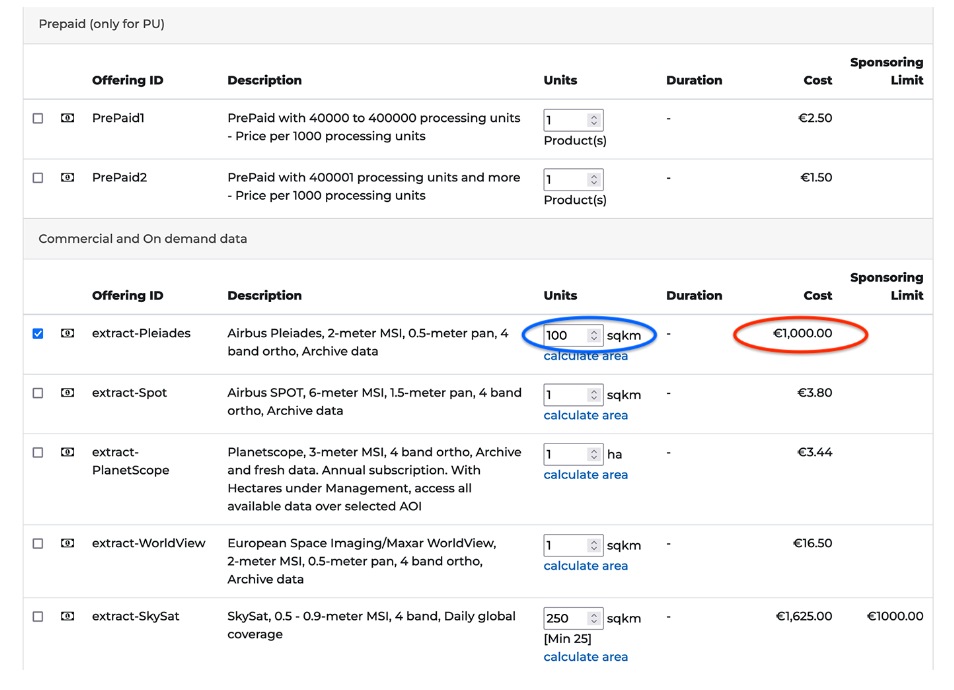 Prepaid (only for PU)
Offering ID Description Units Duration Cost Sponsoring Limit
PrePaid1 PrePaid with 40000 to 400000 processing units 1 - €2.50
- Price per 1000 processing units Product(s)
PrePaid2 PrePaid with 400001 processing units and more 1 - €1.50
- Price per 1000 processing units Product(s)
Commercial and On demand data
Offering ID Description Units Duration Cost Sponsoring Limit
extract-Pleiades Airbus Pleiades, 2-meter MSI, 0.5-meter pan, 4 100 sqkm - €1,000.00
band ortho, Archive data calculate area
extract-Spot Airbus SPOT, 6-meter MSI, 1.5-meter pan, 4 band 1 sqkm - €3.80
ortho, Archive data calculate area
extract- Planetscope, 3-meter MSI, 4 band ortho, Archive 1 ha - €3.44
PlanetScope and fresh data. Annual subscription. With calculate area
Hectares under Management, access all
available data over selected AOI
extract-WorldView European Space Imaging/Maxar WorldView, 1 sqkm - €16.50
2-meter MSI, 0.5-meter pan, 4 band ortho, calculate area
Archive data
extract-SkySat SkySat, 0.5 - 0.9-meter MSI, 4 band, Daily global 250 sqkm - €1,625.00 €1000.00
coverage [Min 25]
calculate area